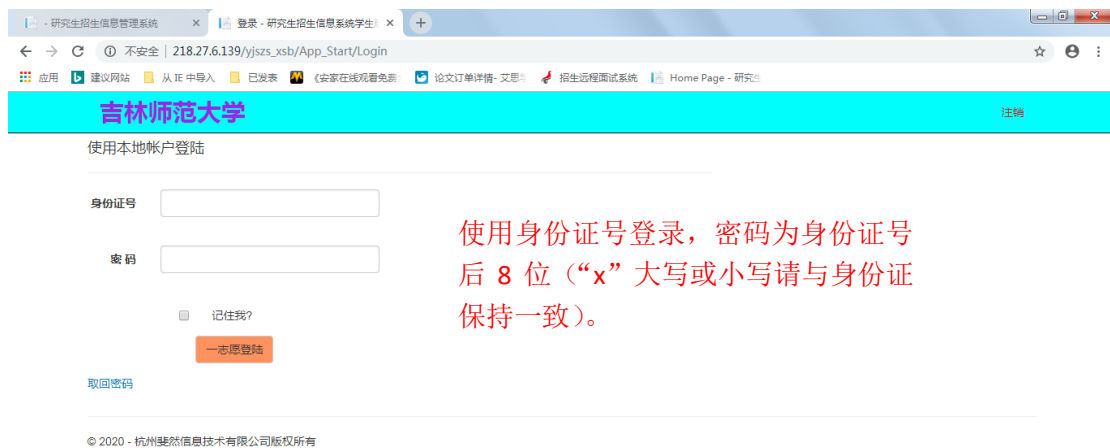 - 研究生招生信息管理系统
登录 - 研究生招生信息系统学生
不安全 | 218.27.6.139/yjszs_xsb/App_Start/Login
应用 建议网站 从 IE 中导入 已发表 《安家在线观看免费 论文订单详情- 艾思 招生远程面试系统 Home Page - 研究生
吉林师范大学 注销
使用本地帐户登陆
身份证号
密 码
使用身份证号登录，密码为身份证号
后 8 位（“x”大写或小写请与身份证
保持一致）。
记住我?
一志愿登陆
取回密码
© 2020 - 杭州斐然信息技术有限公司版权所有